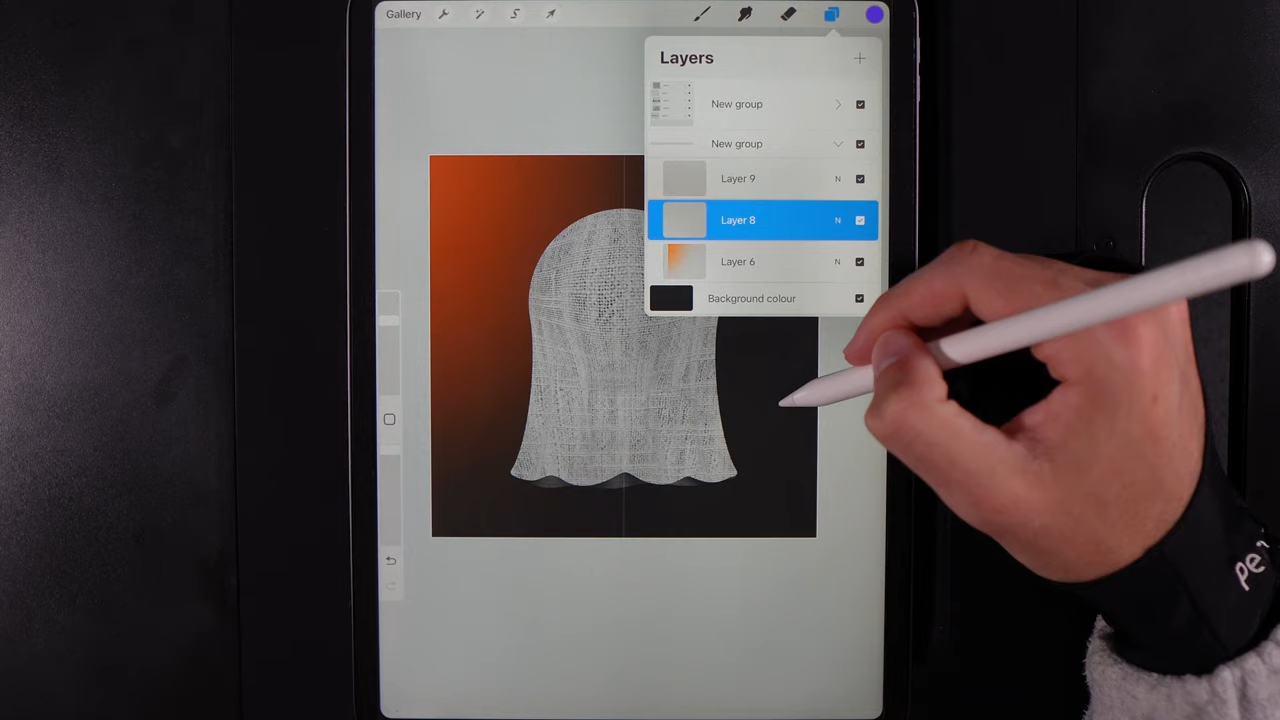 Gallery
Layers
New group
New group
Layer 9 N
Layer 8 N
Layer 6 N
Background colour